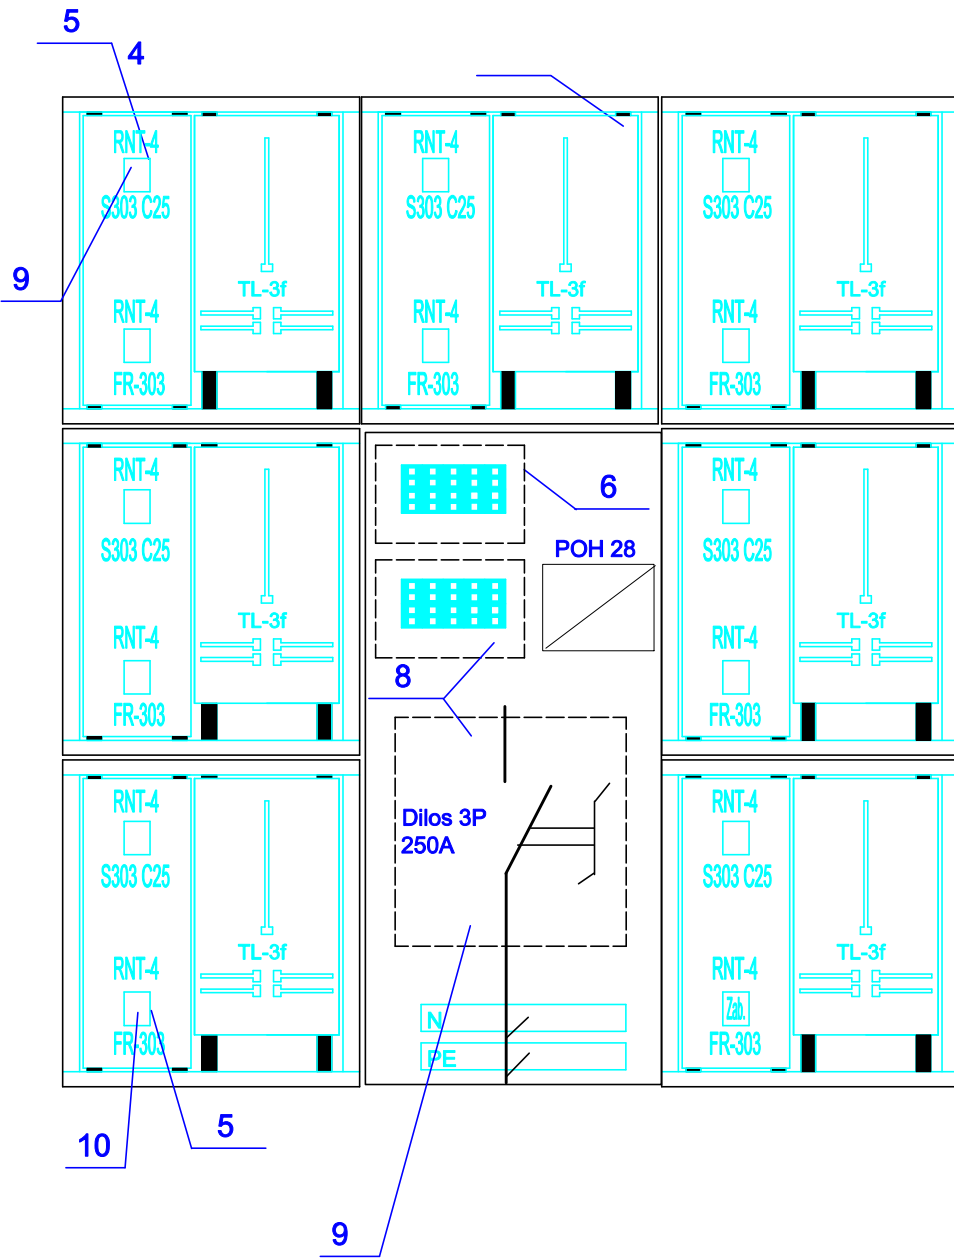 5
4
RNT-4
RNT-4
RNT-4
S303 C25
S303 C25
S303 C25
9
TL-3f
TL-3f
TL-3f
RNT-4
RNT-4
RNT-4
FR-303
FR-303
FR-303
RNT-4
RNT-4
6
S303 C25
POH 28
S303 C25
TL-3f
TL-3f
RNT-4
RNT-4
8
FR-303
FR-303
RNT-4
RNT-4
Dilos 3P
250A
S303 C25
S303 C25
TL-3f
TL-3f
RNT-4
RNT-4
Zab.
N
FR-303
FR-303
PE
5
10
9